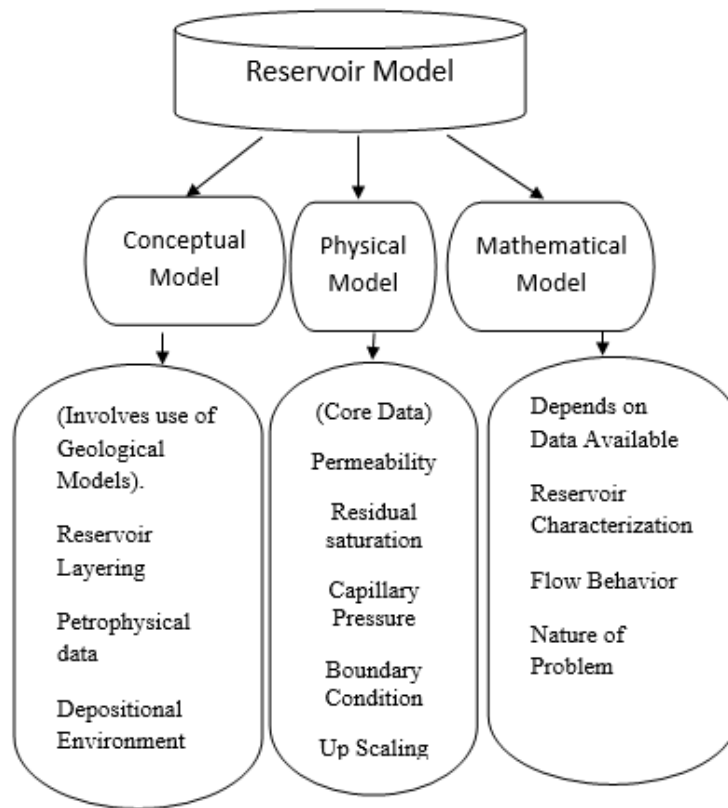 Reservoir Model
Conceptual
Model
Physical
Model
Mathematical
Model
(Involves use of
Geological
Models).
Reservoir
Layering
Petrophysical
data
Depositional
Environment
(Core Data)
Permeability
Residual
saturation
Capillary
Pressure
Boundary
Condition
Up Scaling
Depends on
Data Available
Reservoir
Characterization
Flow Behavior
Nature of
Problem